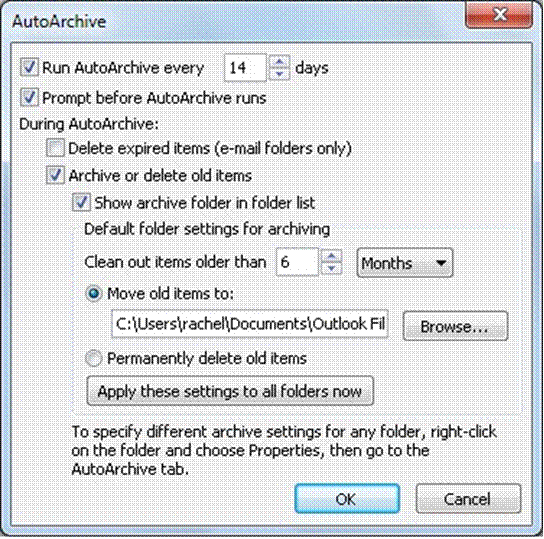 AutoArchive
Run AutoArchive every 14 days
Prompt before AutoArchive runs
During AutoArchive:
Delete expired items (e-mail folders only)
Archive or delete old items
Show archive folder in folder list
Default folder settings for archiving
Clean out items older than 6 Months
Move old items to:
C:\Users\rachel\Documents\Outlook Fil Browse...
Permanently delete old items
Apply these settings to all folders now
To specify different archive settings for any folder, right-click
on the folder and choose Properties, then go to the
AutoArchive tab.
OK Cancel